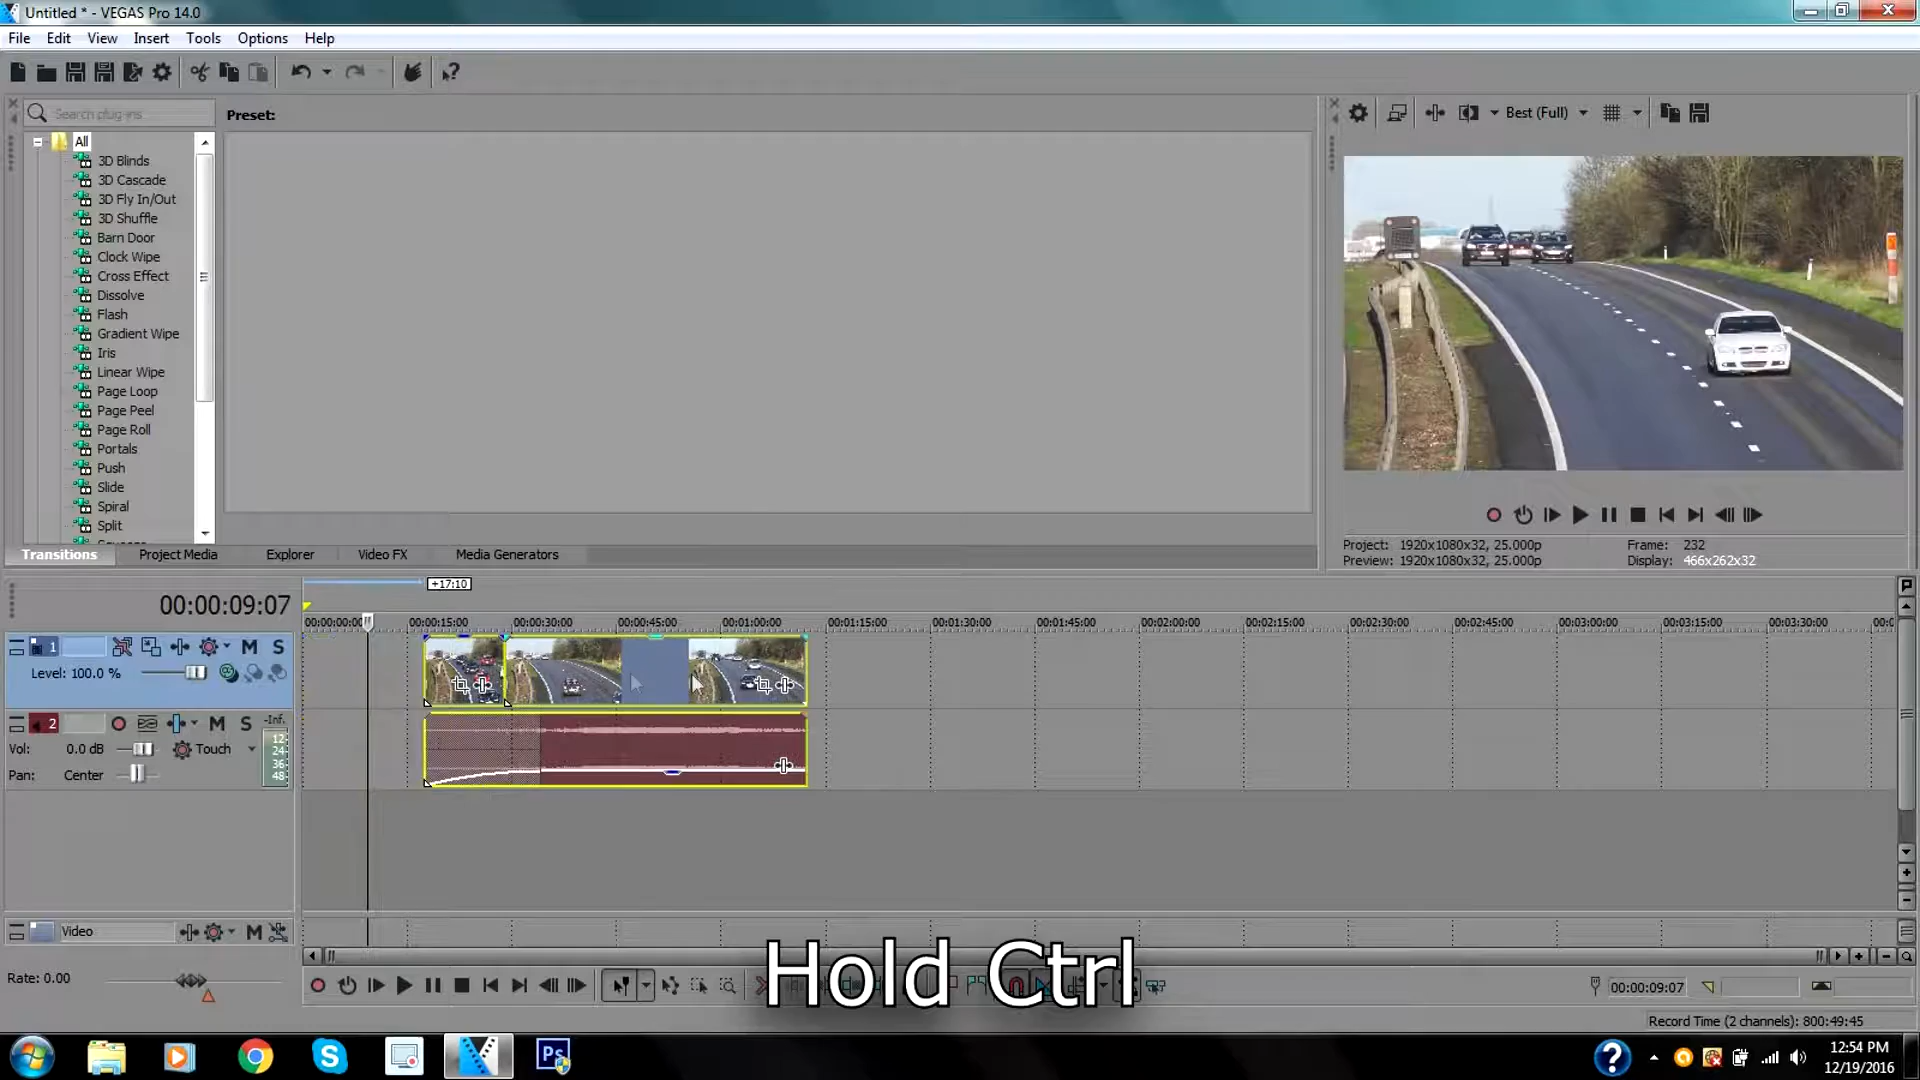 Untitled * - VEGAS Pro 14.0
File Edit View Insert Tools Options Help
Search plug-ins
Preset:
Best (Full)
All
3D Blinds
3D Cascade
3D Fly In/Out
3D Shuffle
Barn Door
Clock Wipe
Cross Effect
Dissolve
Flash
Gradient Wipe
Iris
Linear Wipe
Page Loop
Page Peel
Page Roll
Portals
Push
Slide
Spiral
Split
Project: 1920x1080x32, 25.000p Frame: 232
Preview: 1920x1080x32, 25.000p Display: 466x262x32
Transitions Project Media Explorer Video FX Media Generators
+17:10
00:00:09:07
00:00:00:00 00:00:15:00 00:00:30:00 00:00:45:00 00:01:00:00 00:01:15:00 00:01:30:00 00:01:45:00 00:02:00:00 00:02:15:00 00:02:30:00 00:02:45:00 00:03:00:00 00:03:15:00 00:03:30:00 00:0
1 M S
Level: 100.0 %
2 M S -Inf.
12
24
36
48
Vol: 0.0 dB Touch
Pan: Center
Video M
Rate: 0.00
Hold Ctrl
00:00:09:07
Record Time (2 channels): 800:49:45
Ps
12:54 PM
12/19/2016